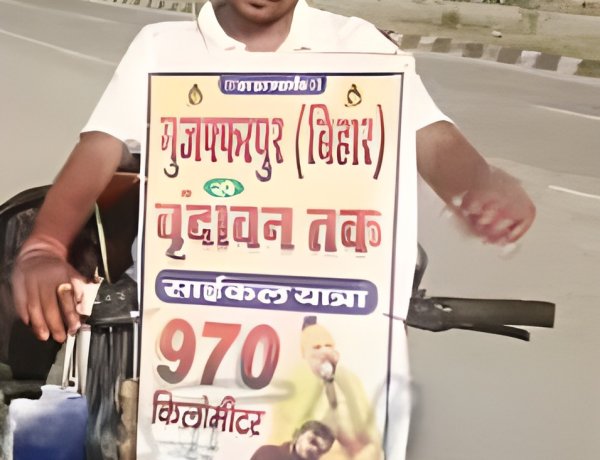 मुजफ्फरपुर (बिहार)
से
वृंदावन तक
साईकल यात्रा
970
किलोमीटर